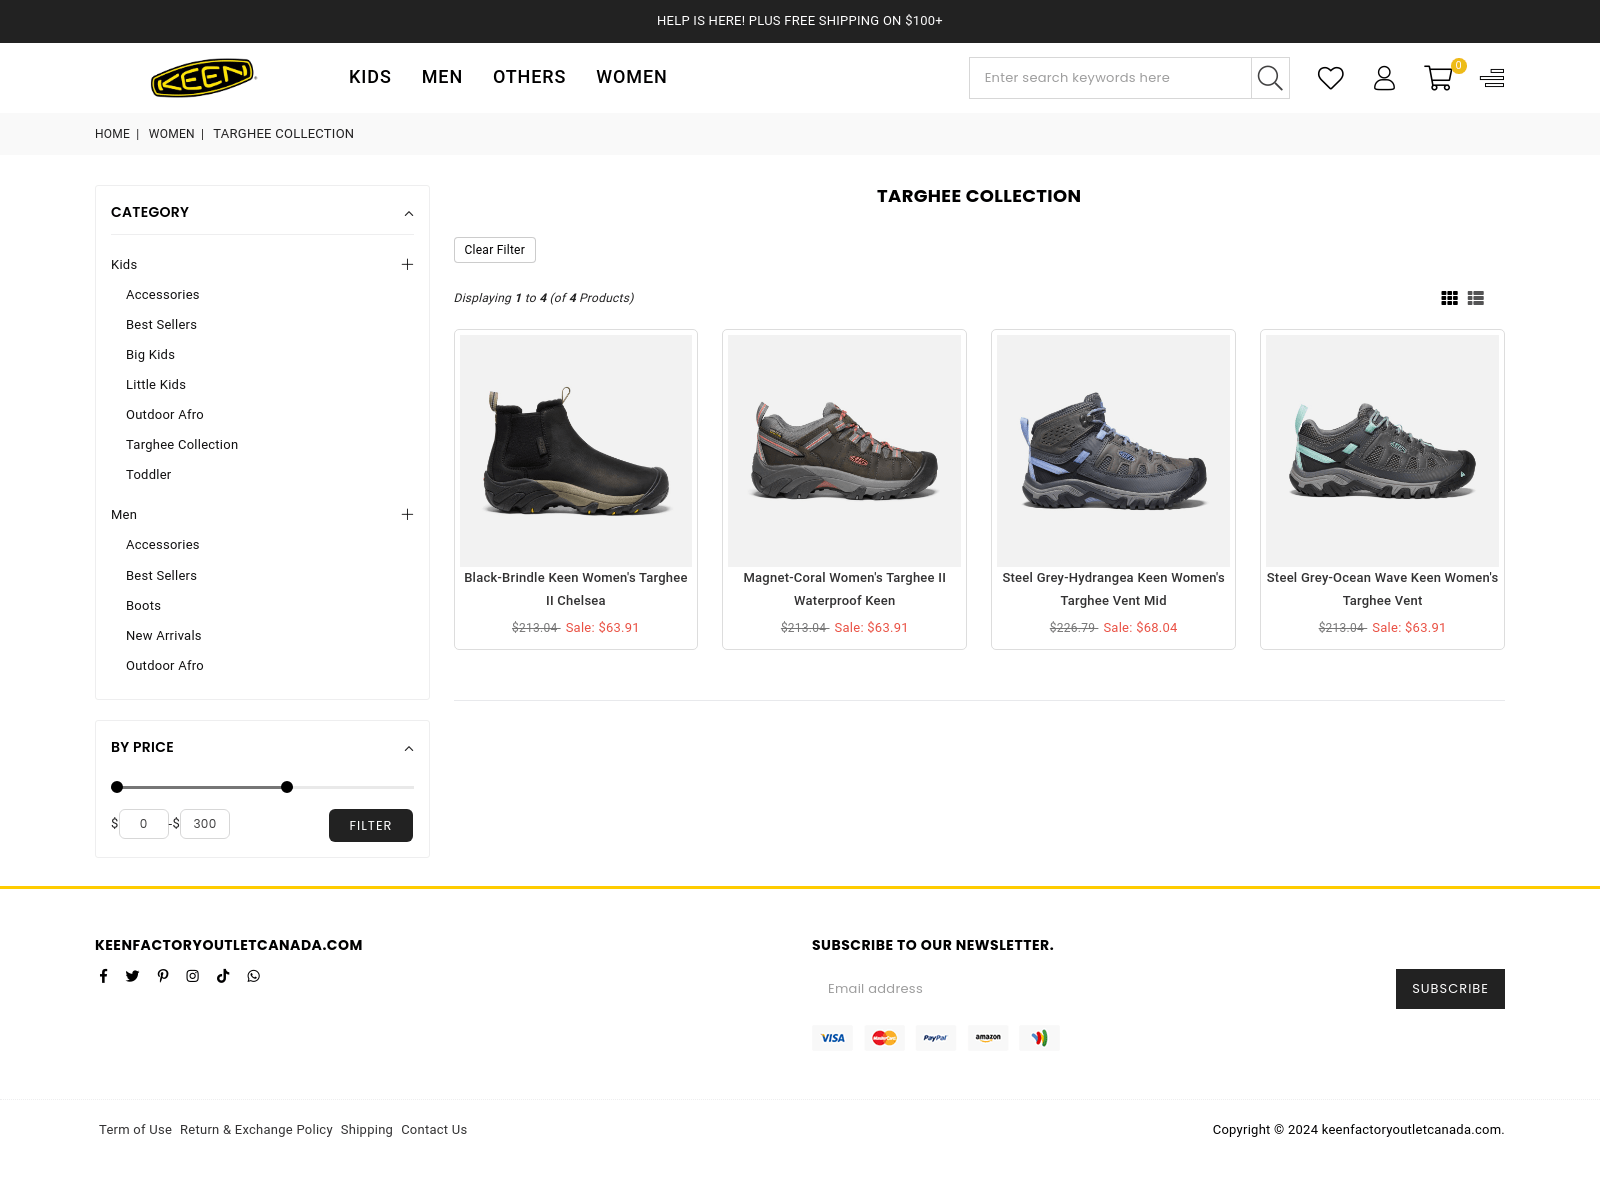 HELP IS HERE! PLUS FREE SHIPPING ON $100+
KEEN
KIDS MEN OTHERS WOMEN
Enter search keywords here
0
HOME | WOMEN | TARGHEE COLLECTION
CATEGORY
Kids
Accessories
Best Sellers
Big Kids
Little Kids
Outdoor Afro
Targhee Collection
Toddler
Men
Accessories
Best Sellers
Boots
New Arrivals
Outdoor Afro
BY PRICE
$ 0 -$ 300
FILTER
TARGHEE COLLECTION
Clear Filter
Displaying 1 to 4 (of 4 Products)
Black-Brindle Keen Women's Targhee
II Chelsea
$213.04 Sale: $63.91
Magnet-Coral Women's Targhee II
Waterproof Keen
$213.04 Sale: $63.91
Steel Grey-Hydrangea Keen Women's
Targhee Vent Mid
$226.79 Sale: $68.04
Steel Grey-Ocean Wave Keen Women's
Targhee Vent
$213.04 Sale: $63.91
KEENFACTORYOUTLETCANADA.COM
SUBSCRIBE TO OUR NEWSLETTER.
Email address
SUBSCRIBE
VISA MasterCard PayPal amazon
Term of Use Return & Exchange Policy Shipping Contact Us
Copyright © 2024 keenfactoryoutletcanada.com.